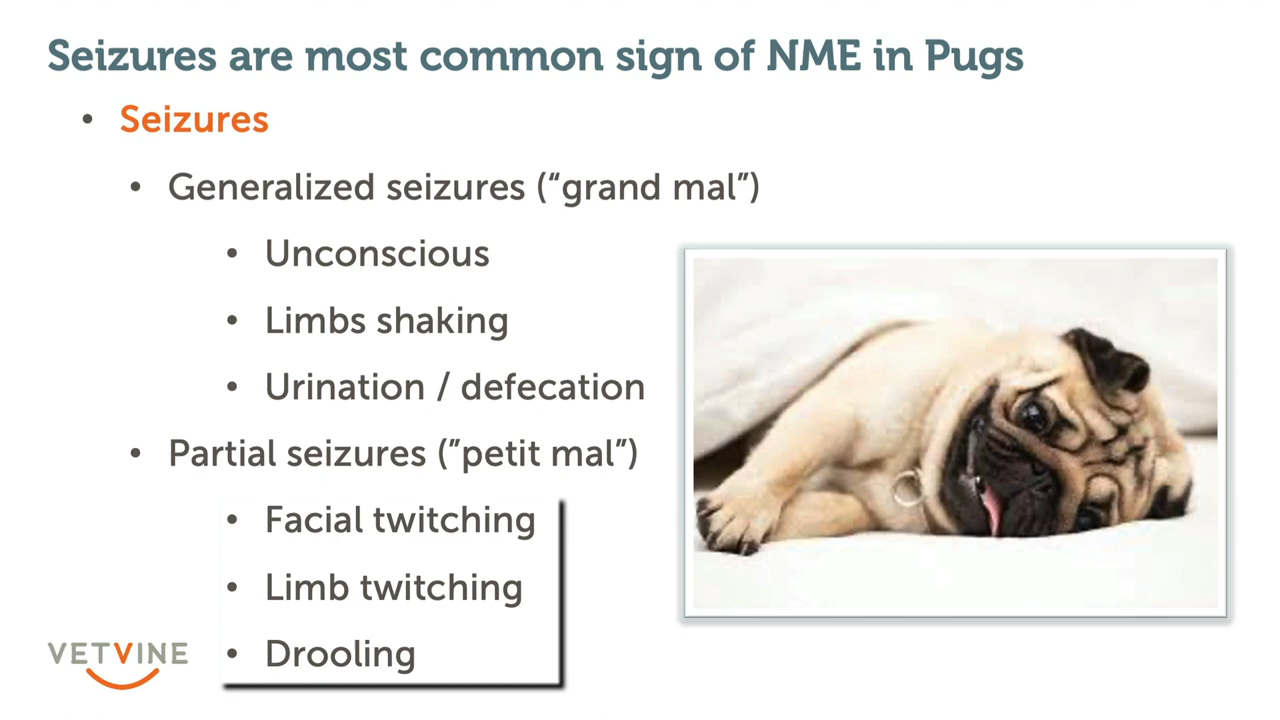 Seizures are most common sign of NME in Pugs
• Seizures
• Generalized seizures (“grand mal”)
• Unconscious
• Limbs shaking
• Urination / defecation
• Partial seizures (”petit mal”)
• Facial twitching
• Limb twitching
• Drooling
VETVINE